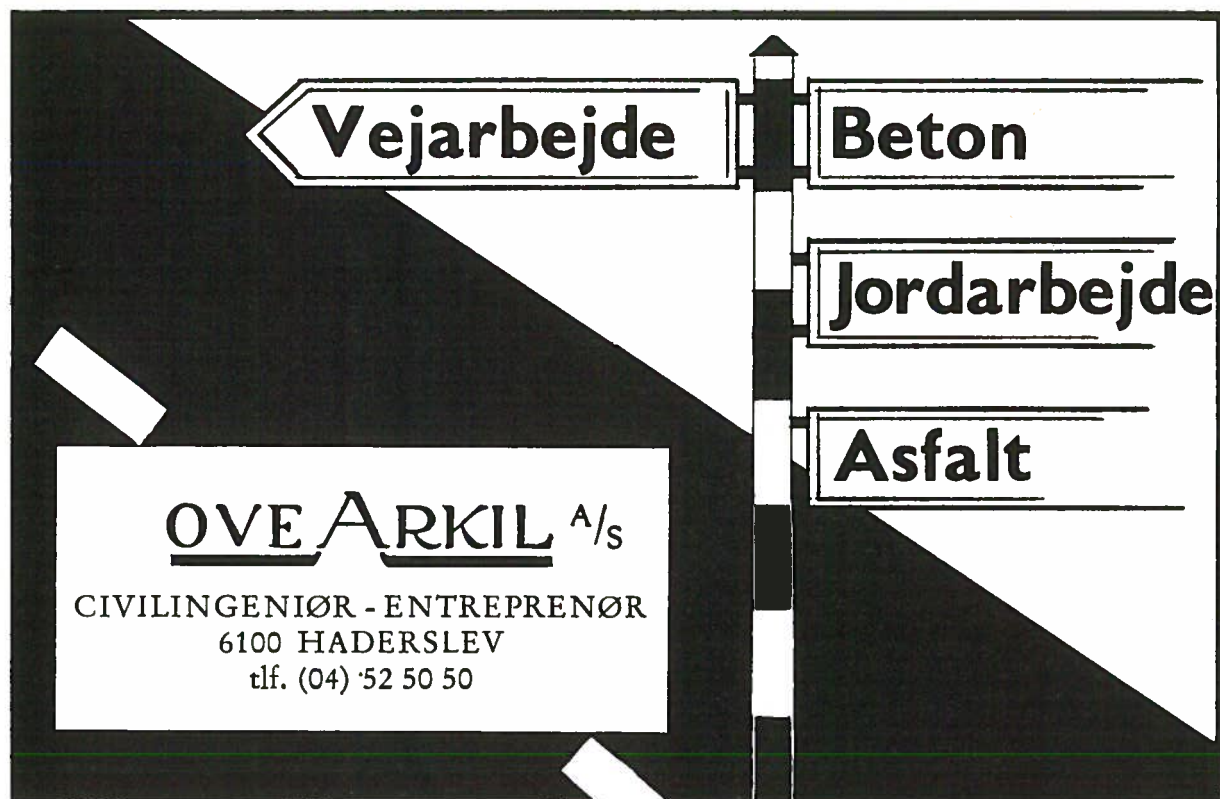 Vejarbejde
Beton
Jordarbejde
Asfalt
OVE ARKIL A/S
CIVILINGENIØR - ENTREPRENØR
6100 HADERSLEV
tlf. (04) 52 50 50